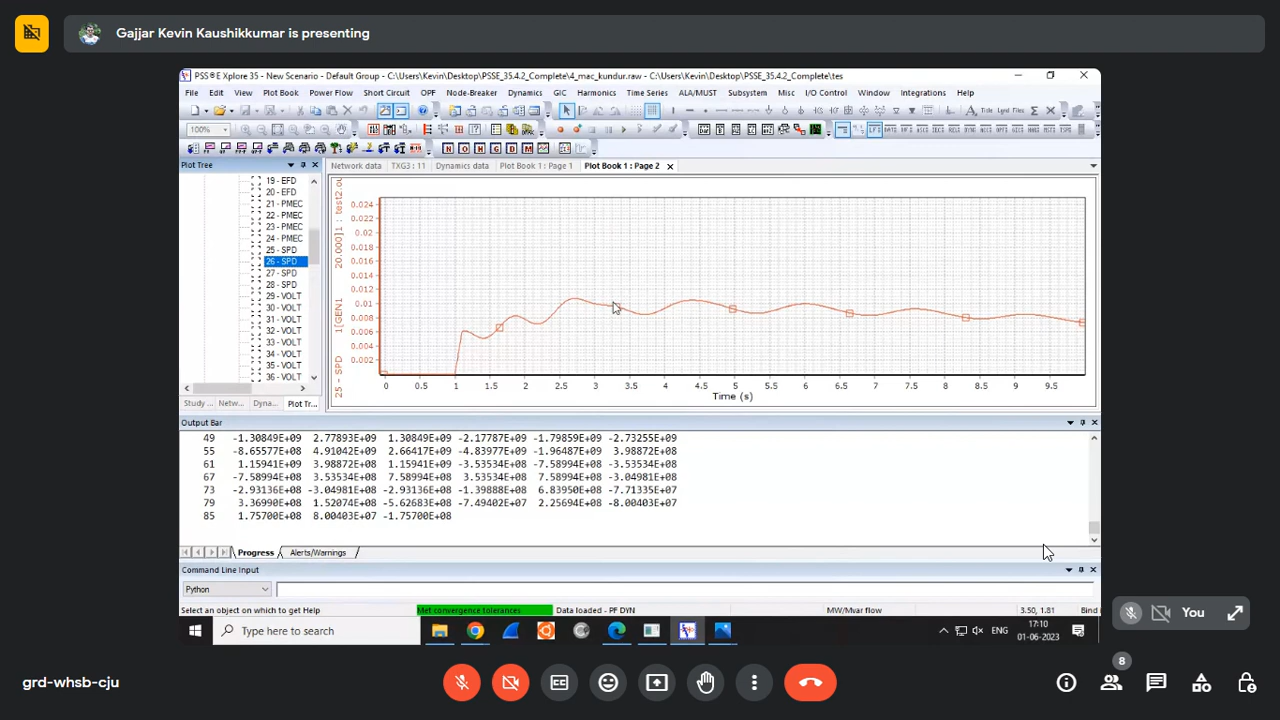 Gajjar Kevin Kaushikkumar is presenting
PSS®E Xplore 35 - New Scenario - Default Group - C:\Users\Kevin\Desktop\PSSE_35.4.2_Complete\4_mac_kundur.raw - C:\Users\Kevin\Desktop\PSSE_35.4.2_Complete\tes
File Edit View Plot Book Power Flow Short Circuit OPF Node-Breaker Dynamics GIC Harmonics Time Series ALA/MUST Subsystem Misc I/O Control Window Integrations Help
100%
Plot Tree
Network data TXG3 : 11 Dynamics data Plot Book 1 : Page 1 Plot Book 1 : Page 2
19 - EFD
20 - EFD
21 - PMEC
22 - PMEC
23 - PMEC
24 - PMEC
25 - SPD
26 - SPD
27 - SPD
28 - SPD
29 - VOLT
30 - VOLT
31 - VOLT
32 - VOLT
33 - VOLT
34 - VOLT
35 - VOLT
36 - VOLT
Study ... Netw... Dyna... Plot Tr...
0.024
0.022
0.02
0.018
0.016
0.014
0.012
0.01
0.008
0.006
0.004
0.002
0 0.5 1 1.5 2 2.5 3 3.5 4 4.5 5 5.5 6 6.5 7 7.5 8 8.5 9 9.5
Time (s)
Output Bar
49 -1.30849E+09 2.77893E+09 1.30849E+09 -2.17787E+09 -1.79859E+09 -2.73255E+09
55 -8.65577E+08 4.91042E+09 2.66417E+09 -4.83977E+09 -1.96487E+09 3.98872E+08
61 1.15941E+09 3.98872E+08 1.15941E+09 -3.53534E+08 -7.58994E+08 -3.53534E+08
67 -7.58994E+08 3.53534E+08 7.58994E+08 3.53534E+08 7.58994E+08 -3.04981E+08
73 -2.93136E+08 -3.04981E+08 -2.93136E+08 -1.39888E+08 6.83950E+08 -7.71335E+07
79 3.36990E+08 1.52074E+08 -5.62683E+08 -7.49402E+07 2.25694E+08 -8.00403E+07
85 1.75700E+08 8.00403E+07 -1.75700E+08
Progress Alerts/Warnings
Command Line Input
Python
Select an object on which to get Help Met convergence tolerances Data loaded - PF DYN MW/Mvar flow 3.50, 1.81 Bind
Type here to search
ENG
17:10
01-06-2023
You
8
grd-whsb-cju